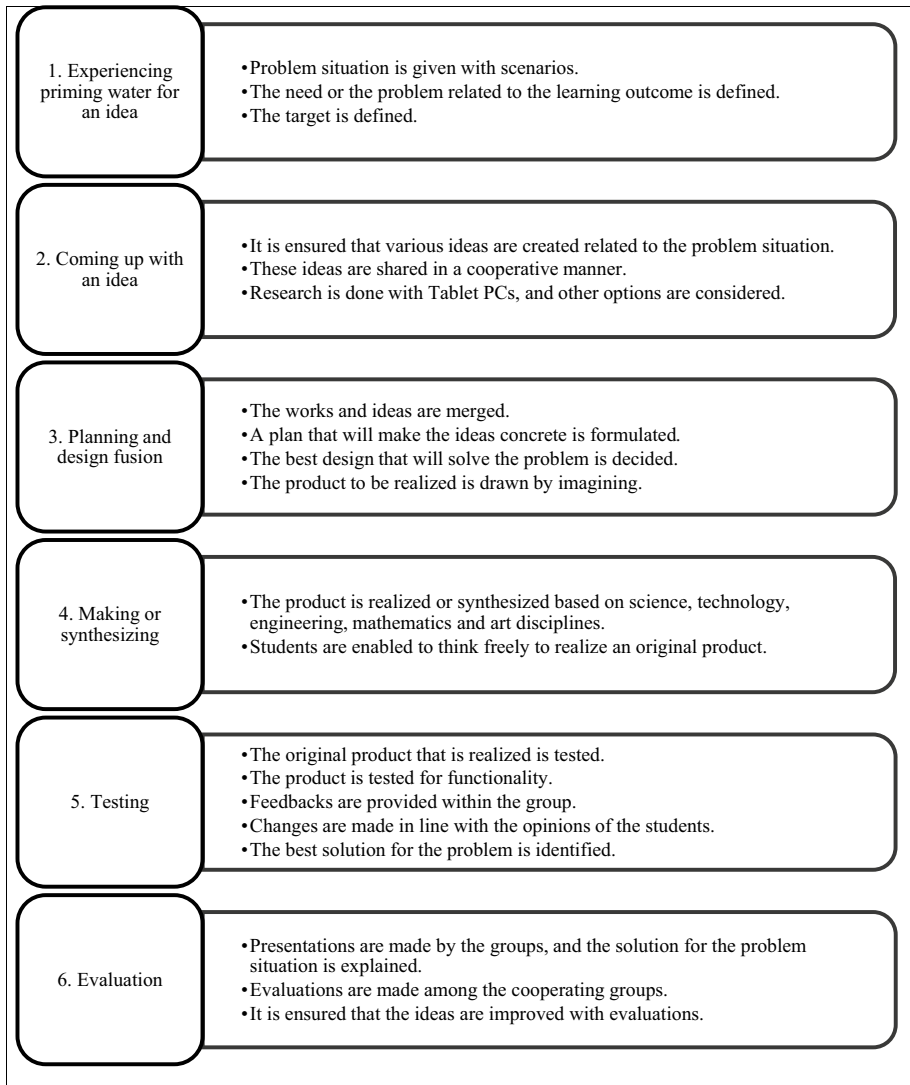 1. Experiencing
priming water for
an idea
•Problem situation is given with scenarios.
•The need or the problem related to the learning outcome is defined.
•The target is defined.
2. Coming up with
an idea
•It is ensured that various ideas are created related to the problem situation.
•These ideas are shared in a cooperative manner.
•Research is done with Tablet PCs, and other options are considered.
3. Planning and
design fusion
•The works and ideas are merged.
•A plan that will make the ideas concrete is formulated.
•The best design that will solve the problem is decided.
•The product to be realized is drawn by imagining.
4. Making or
synthesizing
•The product is realized or synthesized based on science, technology,
engineering, mathematics and art disciplines.
•Students are enabled to think freely to realize an original product.
5. Testing
•The original product that is realized is tested.
•The product is tested for functionality.
•Feedbacks are provided within the group.
•Changes are made in line with the opinions of the students.
•The best solution for the problem is identified.
6. Evaluation
•Presentations are made by the groups, and the solution for the problem
situation is explained.
•Evaluations are made among the cooperating groups.
•It is ensured that the ideas are improved with evaluations.